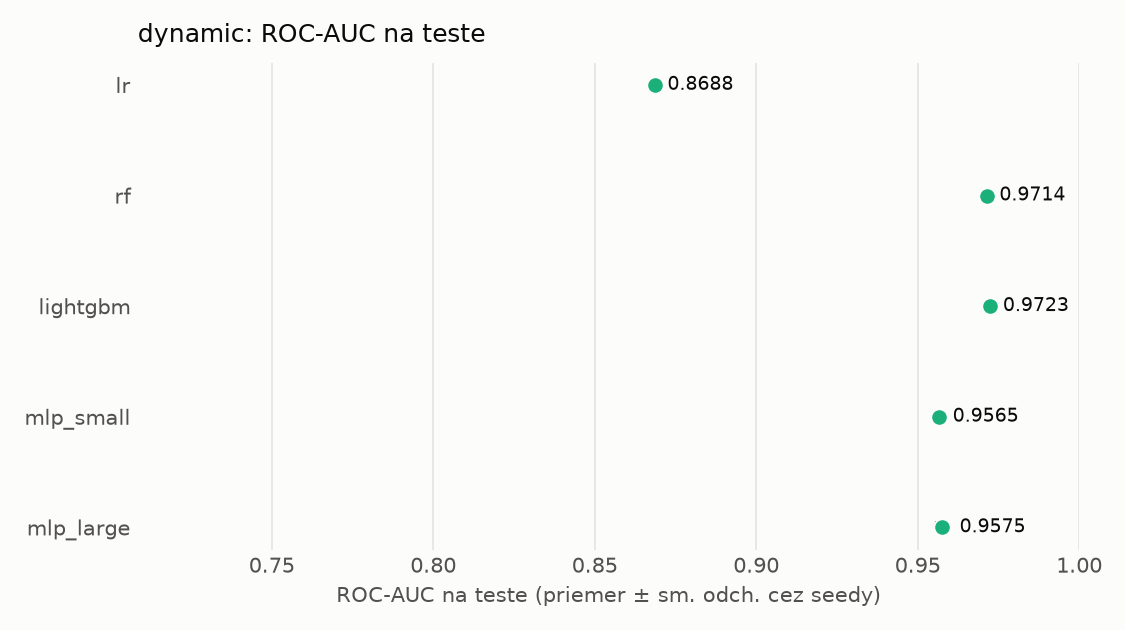 dynamic: ROC-AUC na teste
lr
0.8688
rf
0.9714
lightgbm
0.9723
mlp_small
0.9565
mlp_large
0.9575
0.75 0.80 0.85 0.90 0.95 1.00
ROC-AUC na teste (priemer ± sm. odch. cez seedy)